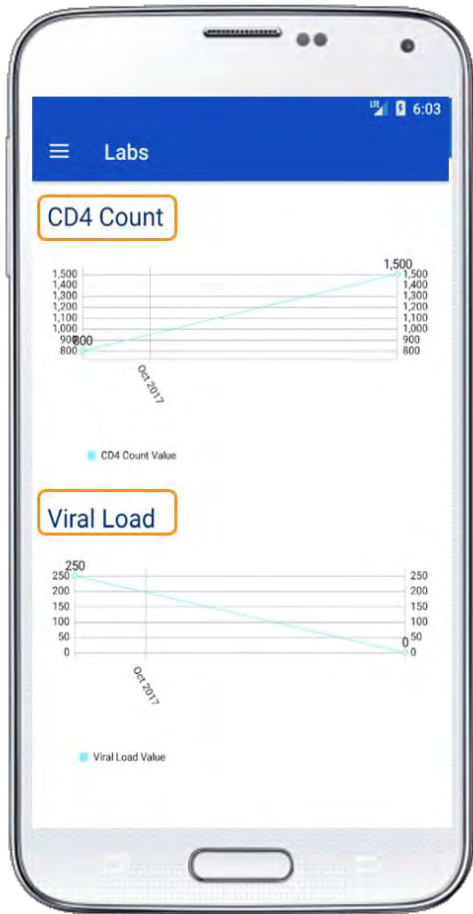 LTE 6:03
Labs
CD4 Count
1,500
1,500 1,500
1,400 1,400
1,300 1,300
1,200 1,200
1,100 1,100
1,000 1,000
900 900
800
800 800
Oct 2017
CD4 Count Value
Viral Load
250
250 250
200 200
150 150
100 100
50 50
0
0 0
Oct 2017
Viral Load Value